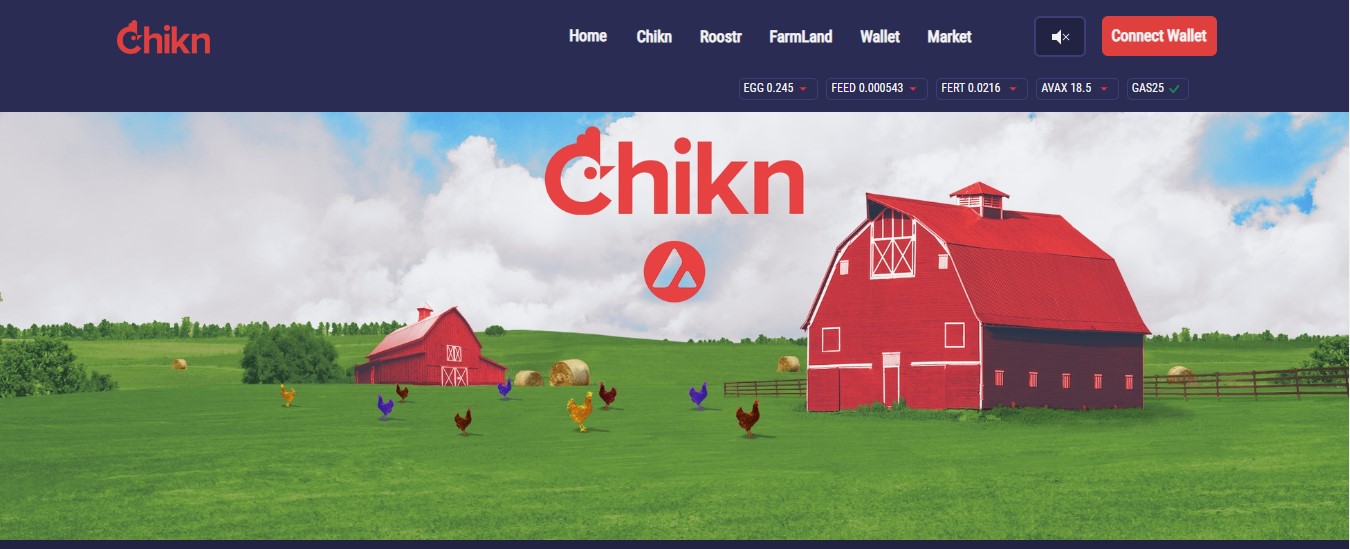 Chikn
Home Chikn Roostr FarmLand Wallet Market Connect Wallet
EGG 0.245 FEED 0.000543 FERT 0.0216 AVAX 18.5 GAS25
Chikn